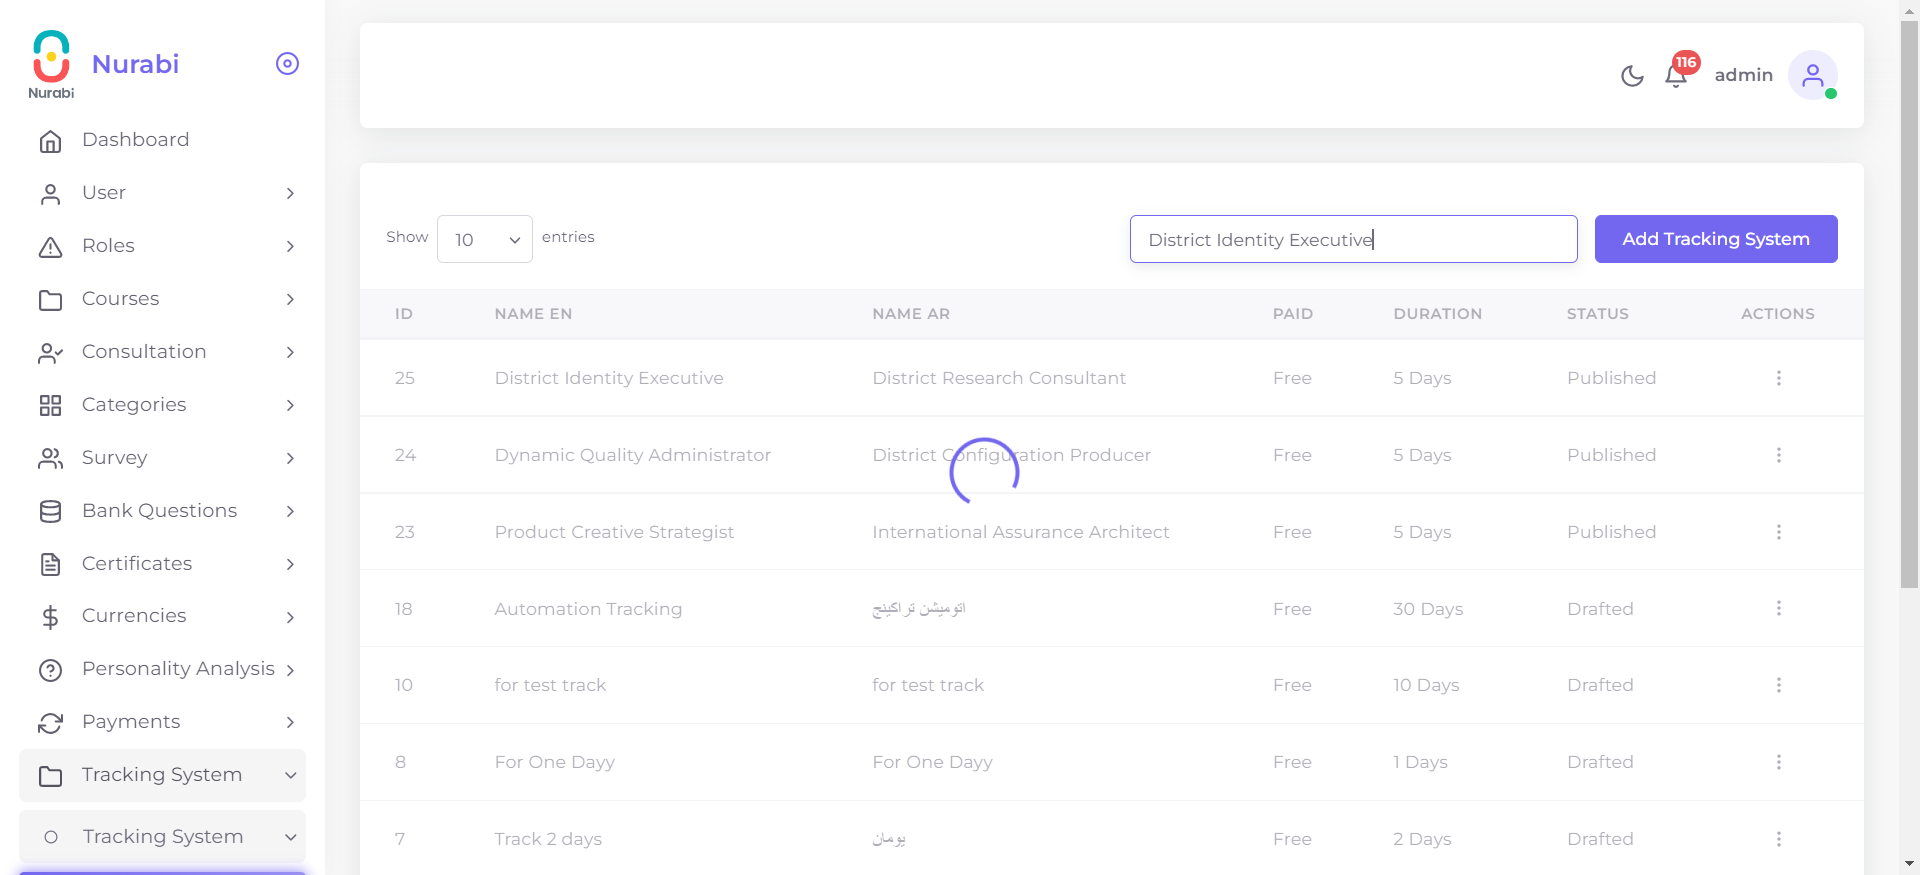 Nurabi
Nurabi
Dashboard
User
Roles
Courses
Consultation
Categories
Survey
Bank Questions
Certificates
Currencies
Personality Analysis
Payments
Tracking System
Tracking System
116
admin
Show 10 entries
District Identity Executive
Add Tracking System
ID NAME EN NAME AR PAID DURATION STATUS ACTIONS
25 District Identity Executive District Research Consultant Free 5 Days Published
24 Dynamic Quality Administrator District Configuration Producer Free 5 Days Published
23 Product Creative Strategist International Assurance Architect Free 5 Days Published
18 Automation Tracking اتوميشن تراكينج Free 30 Days Drafted
10 for test track for test track Free 10 Days Drafted
8 For One Dayy For One Dayy Free 1 Days Drafted
7 Track 2 days يومان Free 2 Days Drafted